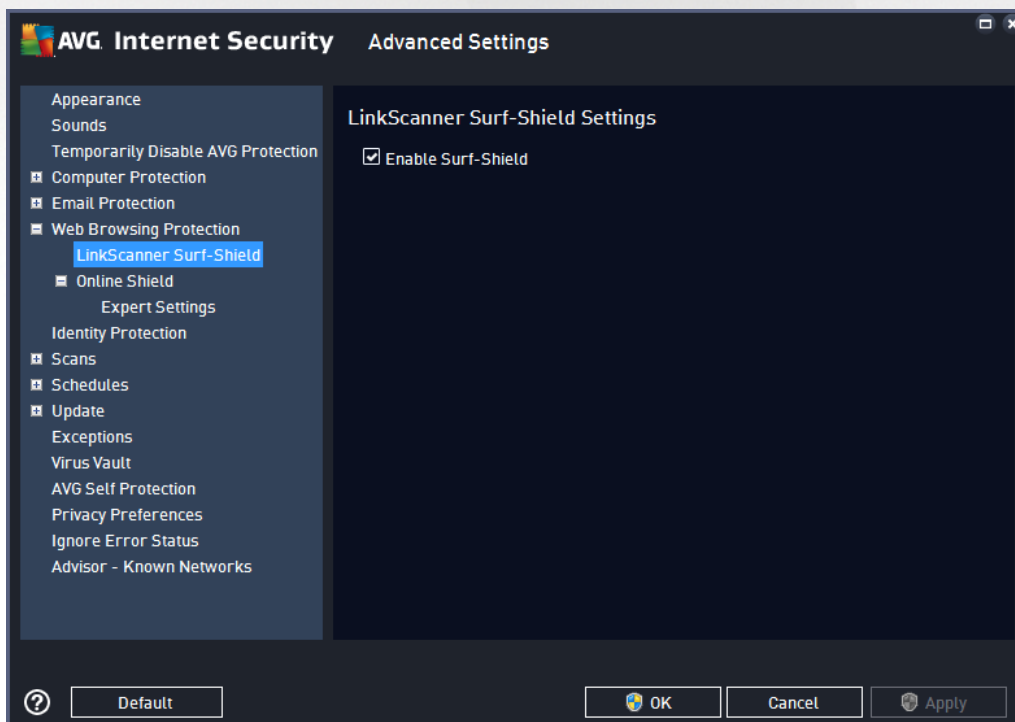 AVG. Internet Security Advanced Settings
Appearance
Sounds
Temporarily Disable AVG Protection
Computer Protection
Email Protection
Web Browsing Protection
LinkScanner Surf-Shield
Online Shield
Expert Settings
Identity Protection
Scans
Schedules
Update
Exceptions
Virus Vault
AVG Self Protection
Privacy Preferences
Ignore Error Status
Advisor - Known Networks
LinkScanner Surf-Shield Settings
Enable Surf-Shield
? Default OK Cancel Apply